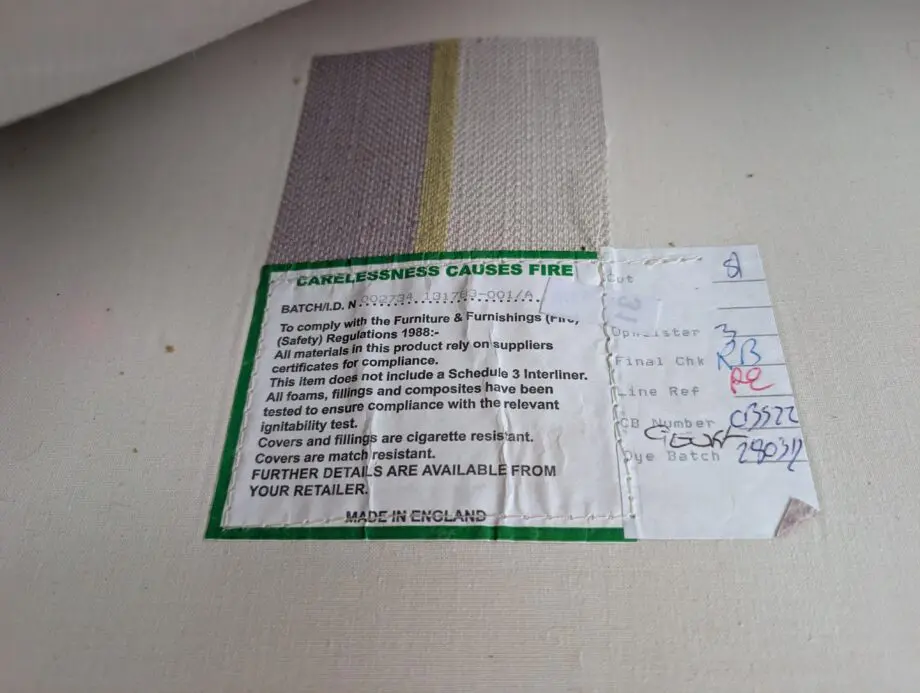 CARELESSNESS CAUSES FIRE
BATCH/I.D. N 002734 131783-001/A
To comply with the Furniture & Furnishings (Fire)
(Safety) Regulations 1988:-
All materials in this product rely on suppliers
certificates for compliance.
This item does not include a Schedule 3 Interliner.
All foams, fillings and composites have been
tested to ensure compliance with the relevant
ignitability test.
Covers and fillings are cigarette resistant.
Covers are match resistant.
FURTHER DETAILS ARE AVAILABLE FROM
YOUR RETAILER.
MADE IN ENGLAND
Cut
Upholster 3
Final Chk RB
Line Ref
CB Number
Dye Batch